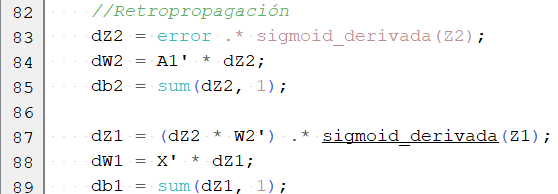 82 //Retropropagación
83 dZ2 = error .* sigmoid_derivada(Z2);
84 dW2 = A1' * dZ2;
85 db2 = sum(dZ2, 1);
86
87 dZ1 = (dZ2 * W2') .* sigmoid_derivada(Z1);
88 dW1 = X' * dZ1;
89 db1 = sum(dZ1, 1);